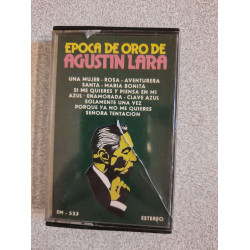 EPOCA DE ORO DE
AGUSTIN LARA
UNA MUJER - ROSA - AVENTURERA
SANTA - MARIA BONITA
SI ME QUIERES Y PIENSA EN MI
AZUL - ENAMORADA - CLAVE AZUL
SOLAMENTE UNA VEZ
PORQUE YA NO ME QUIERES
SEÑORA TENTACION
EM - 523
ESTEREO